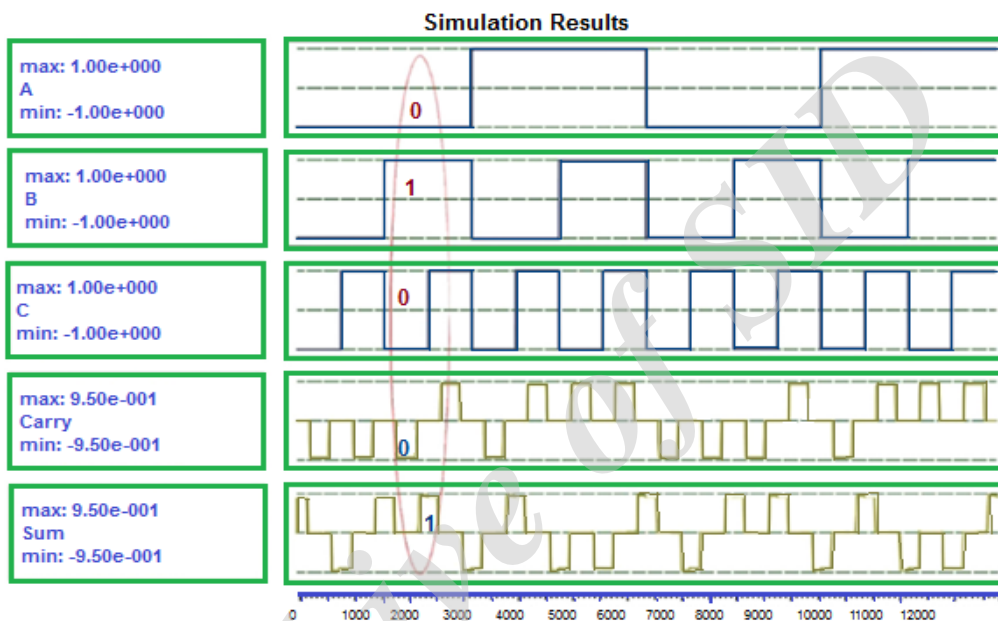 Simulation Results
max: 1.00e+000
A
min: -1.00e+000
0
max: 1.00e+000
B
min: -1.00e+000
1
max: 1.00e+000
C
min: -1.00e+000
0
max: 9.50e-001
Carry
min: -9.50e-001
0
max: 9.50e-001
Sum
min: -9.50e-001
1
0 1000 2000 3000 4000 5000 6000 7000 8000 9000 10000 11000 12000
ive of SID